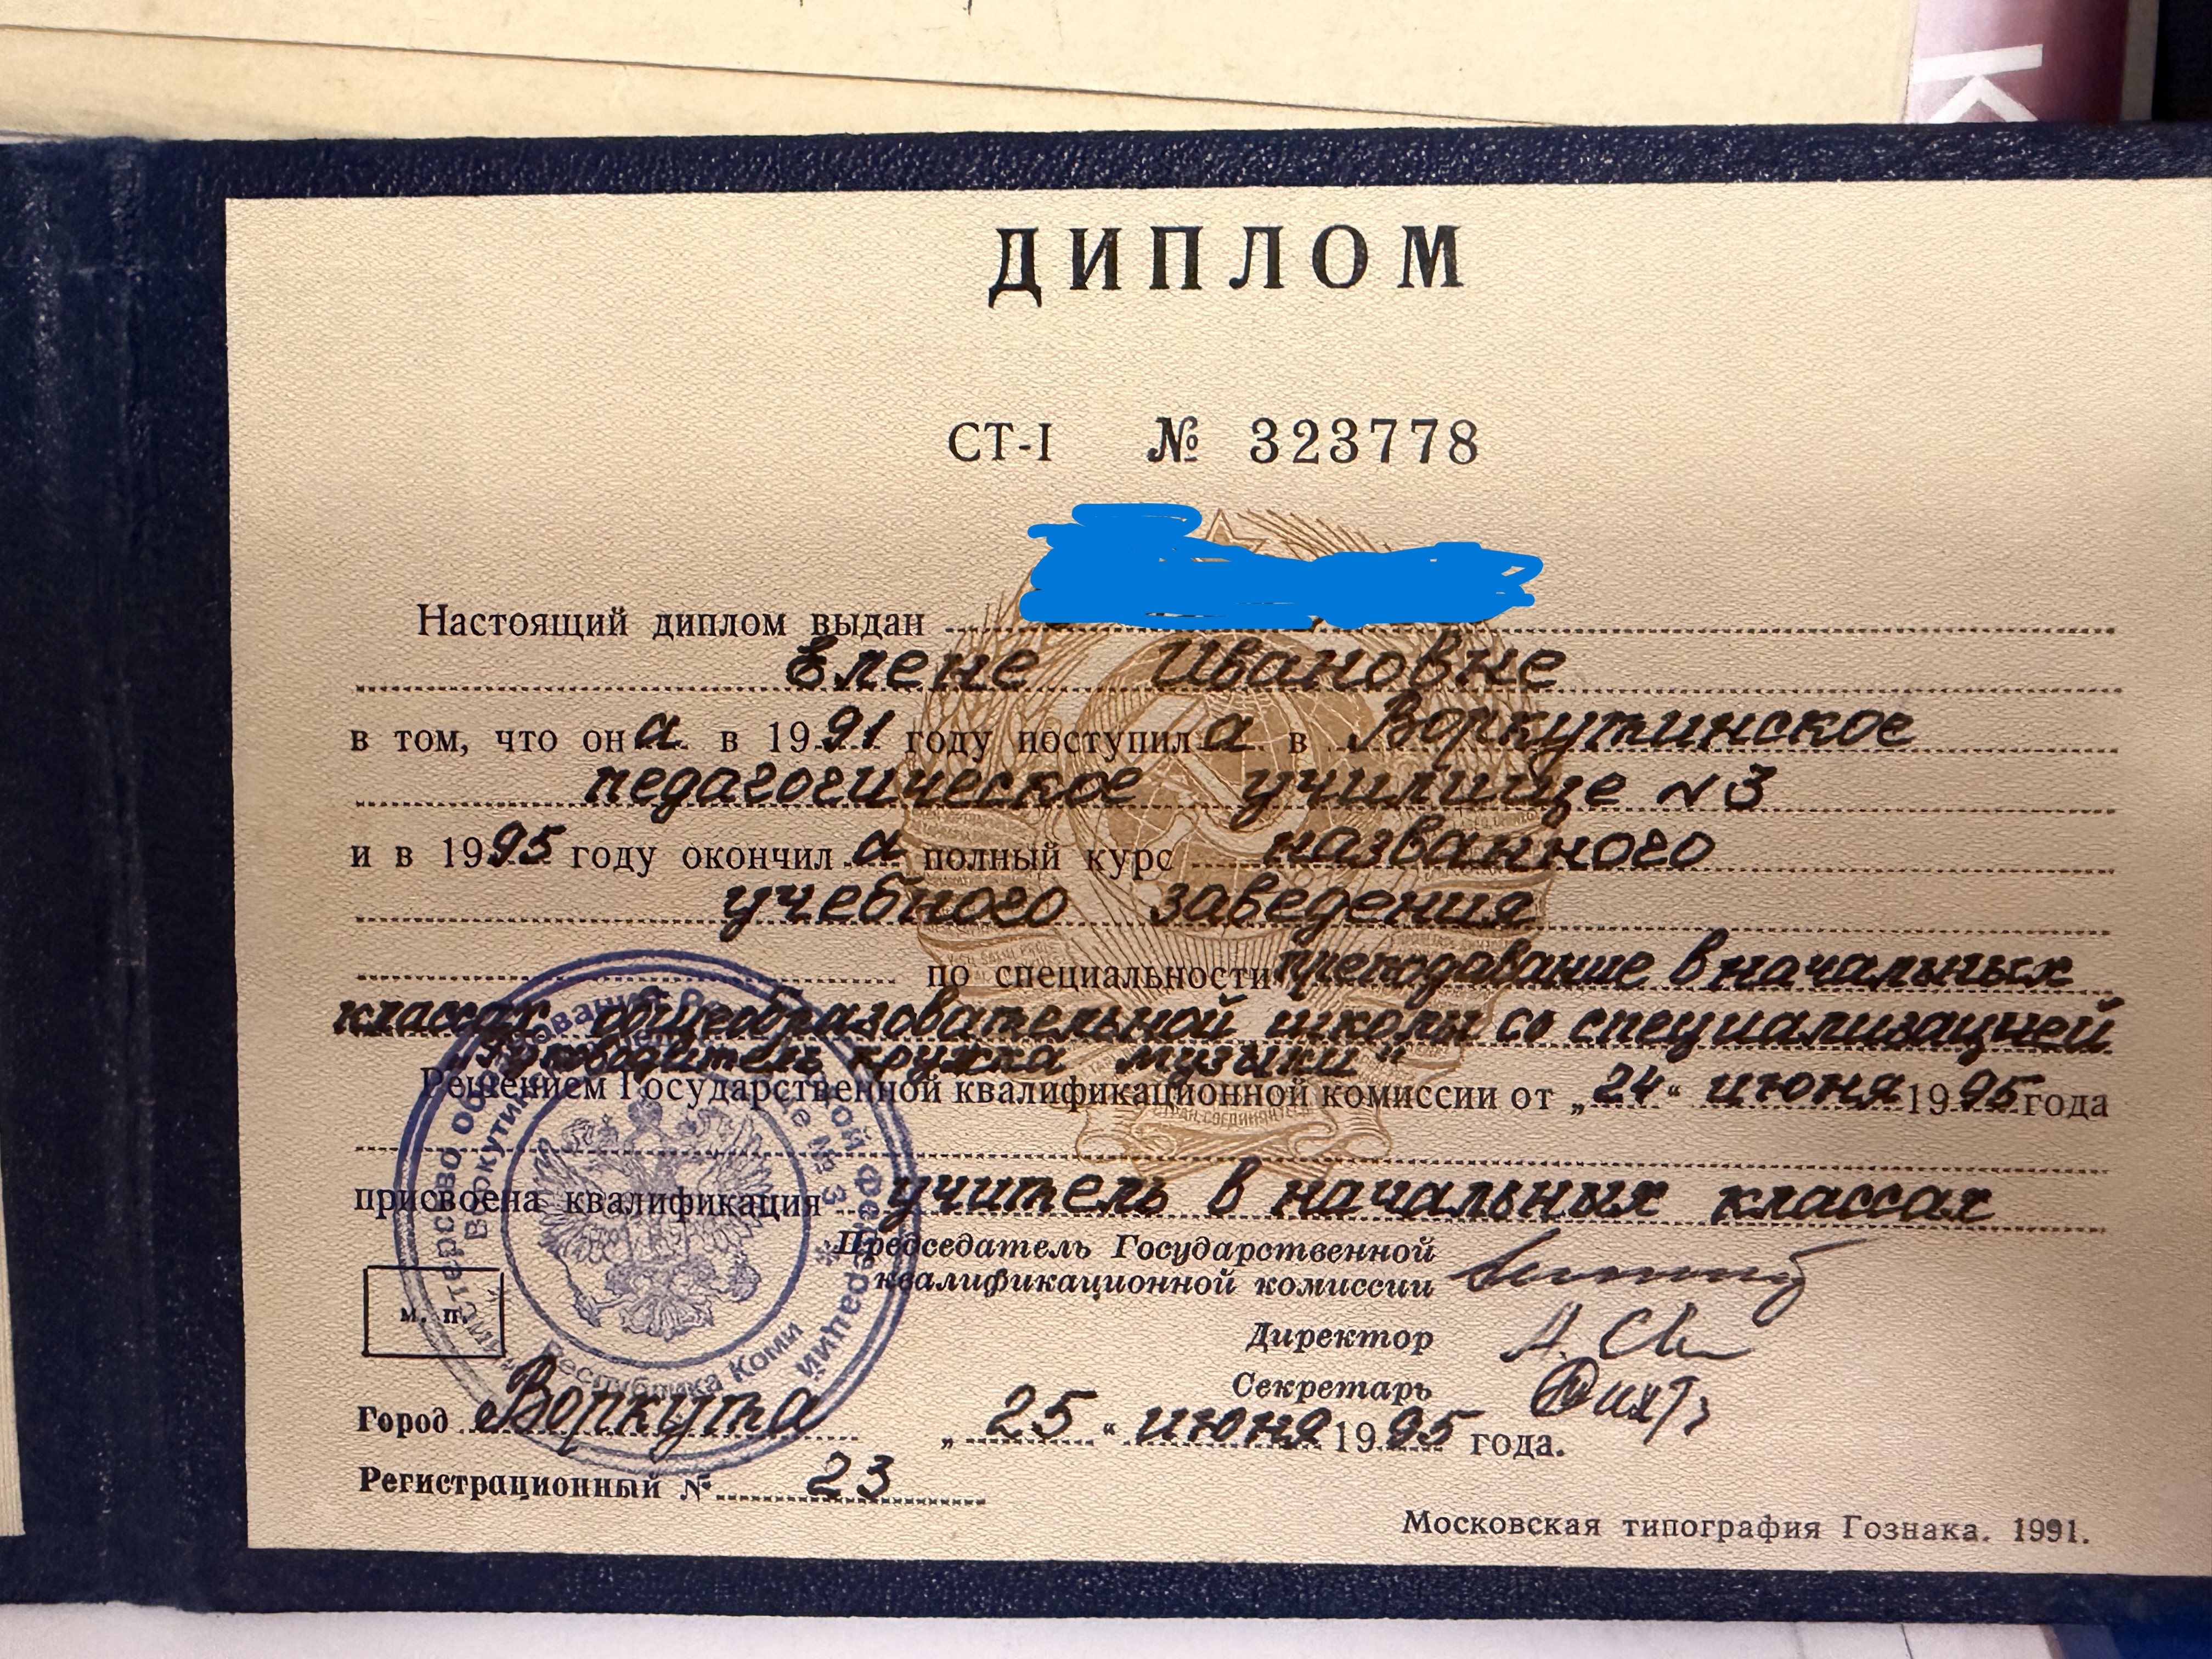 К
ДИПЛОМ
СТ-I № 323778
Настоящий диплом выдан
Елене Ивановне
в том, что она в 1991 году поступила в Воркутинское
педагогическое училище №3
и в 1995 году окончила полный курс названного
учебного заведения
по специальности преподавание в начальных
классах общеобразовательной школы со специализацией
"Руководитель кружка музыки"
Решением Государственной квалификационной комиссии от „24“ июня 1995 года
присвоена квалификация учитель в начальных классах
Председатель Государственной
квалификационной комиссии
Директор
Секретарь
м. п.
Республика Коми
Город Воркута „25“ июня 1995 года.
Регистрационный № 23
Московская типография Гознака. 1991.